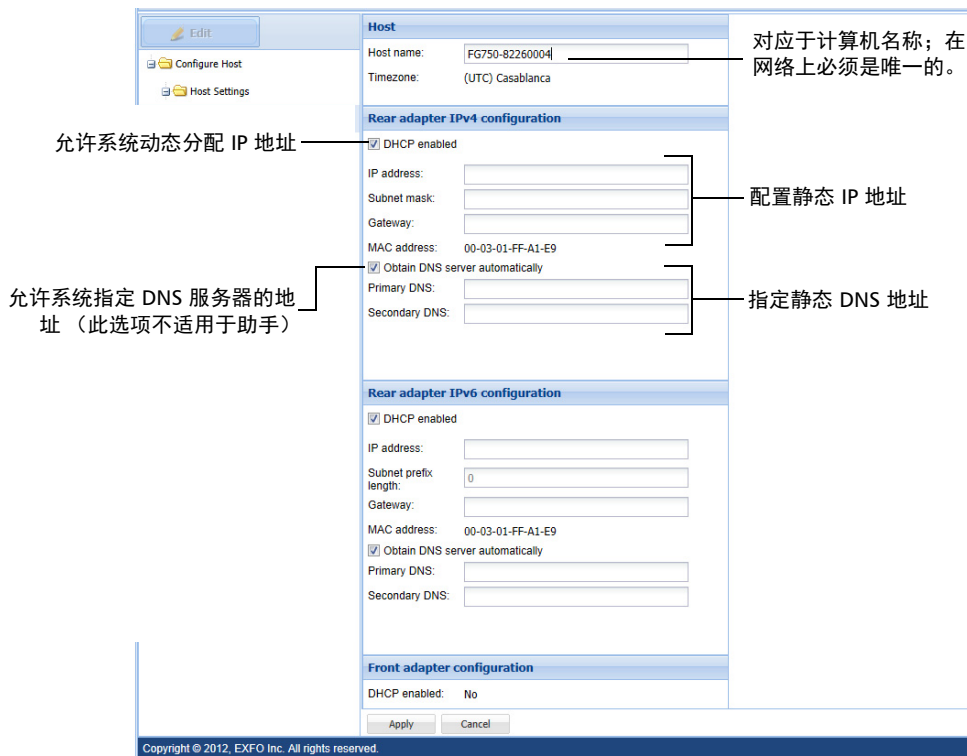 Edit
Configure Host
Host Settings
Host
Host name: FG750-82260004
Timezone: (UTC) Casablanca
对应于计算机名称；在
网络上必须是唯一的。
Rear adapter IPv4 configuration
允许系统动态分配 IP 地址
DHCP enabled
IP address:
Subnet mask:
Gateway:
配置静态 IP 地址
MAC address: 00-03-01-FF-A1-E9
Obtain DNS server automatically
允许系统指定 DNS 服务器的地
址 （此选项不适用于助手）
Primary DNS:
Secondary DNS:
指定静态 DNS 地址
Rear adapter IPv6 configuration
DHCP enabled
IP address:
Subnet prefix
length: 0
Gateway:
MAC address: 00-03-01-FF-A1-E9
Obtain DNS server automatically
Primary DNS:
Secondary DNS:
Front adapter configuration
DHCP enabled: No
Apply Cancel
Copyright © 2012, EXFO Inc. All rights reserved.